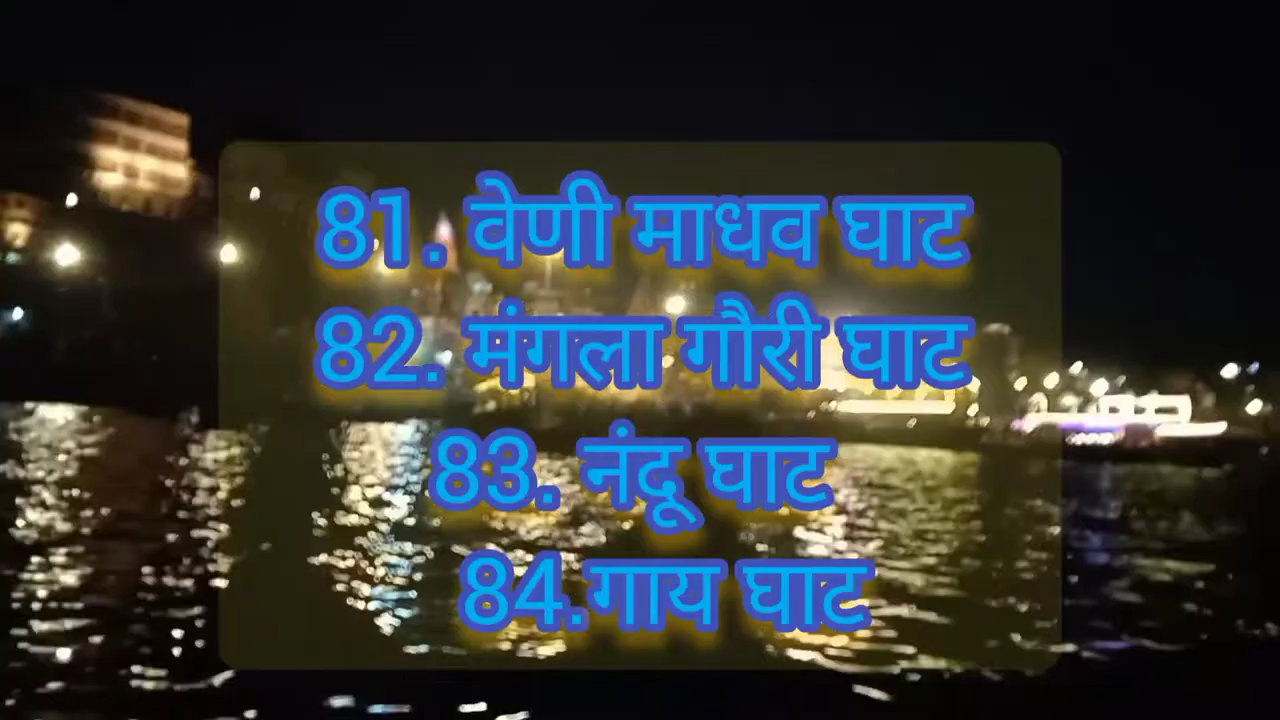 81. वेणी माधव घाट
82. मंगला गौरी घाट
83. नंदू घाट
84.गाय घाट